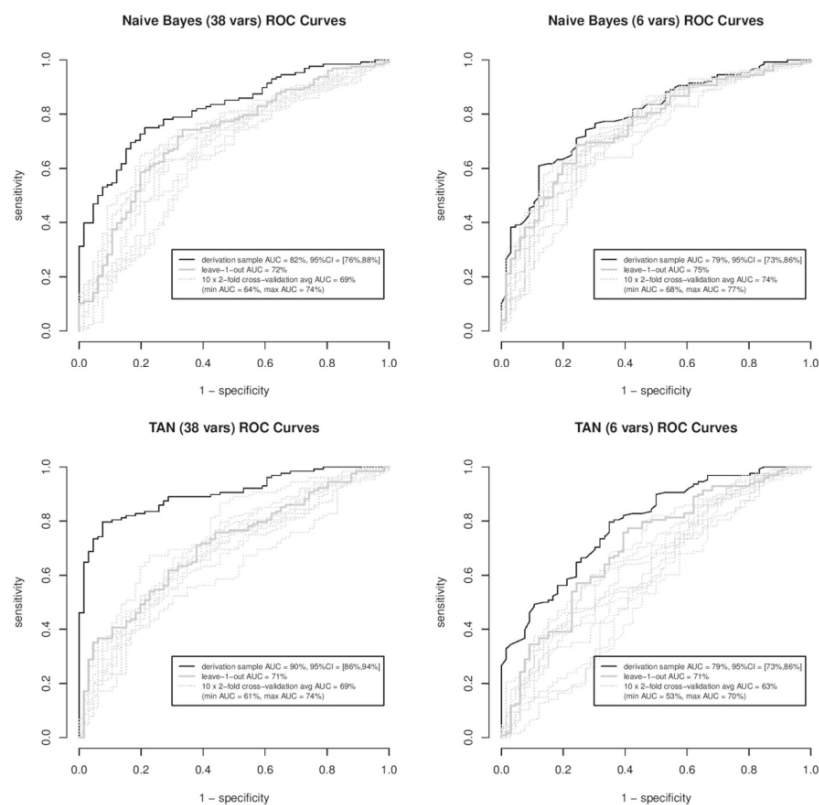 Naive Bayes (38 vars) ROC Curves
sensitivity
1.0
0.8
0.6
0.4
0.2
0.0
derivation sample AUC = 82%, 95%CI = [76%,88%]
leave−1−out AUC = 72%
10 x 2−fold cross−validation avg AUC = 69%
(min AUC = 64%, max AUC = 74%)
0.0 0.2 0.4 0.6 0.8 1.0
1 − specificity
Naive Bayes (6 vars) ROC Curves
sensitivity
1.0
0.8
0.6
0.4
0.2
0.0
derivation sample AUC = 79%, 95%CI = [73%,86%]
leave−1−out AUC = 75%
10 x 2−fold cross−validation avg AUC = 74%
(min AUC = 68%, max AUC = 77%)
0.0 0.2 0.4 0.6 0.8 1.0
1 − specificity
TAN (38 vars) ROC Curves
sensitivity
1.0
0.8
0.6
0.4
0.2
0.0
derivation sample AUC = 90%, 95%CI = [86%,94%]
leave−1−out AUC = 71%
10 x 2−fold cross−validation avg AUC = 69%
(min AUC = 61%, max AUC = 74%)
0.0 0.2 0.4 0.6 0.8 1.0
1 − specificity
TAN (6 vars) ROC Curves
sensitivity
1.0
0.8
0.6
0.4
0.2
0.0
derivation sample AUC = 79%, 95%CI = [73%,86%]
leave−1−out AUC = 71%
10 x 2−fold cross−validation avg AUC = 63%
(min AUC = 53%, max AUC = 70%)
0.0 0.2 0.4 0.6 0.8 1.0
1 − specificity